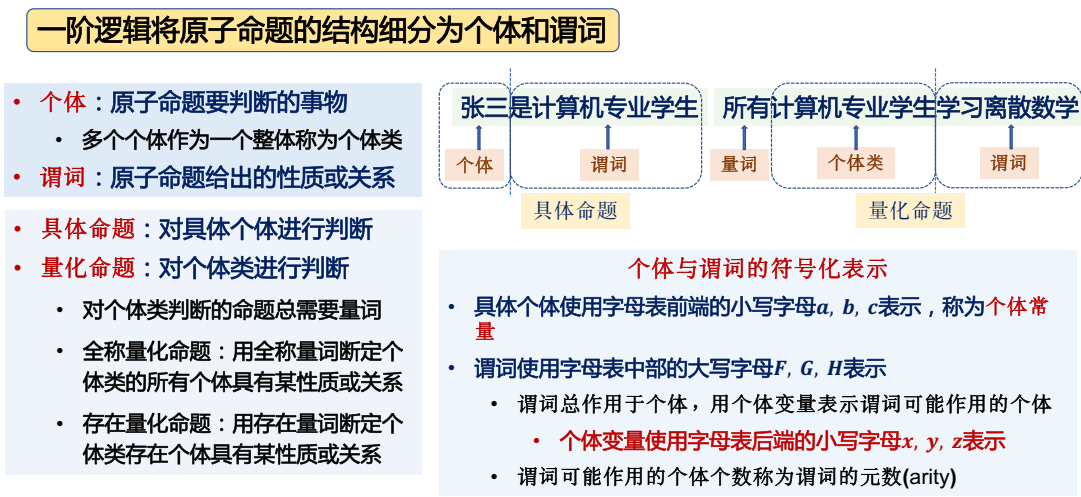 一阶逻辑将原子命题的结构细分为个体和谓词
• 个体：原子命题要判断的事物
• 多个个体作为一个整体称为个体类
• 谓词：原子命题给出的性质或关系
• 具体命题：对具体个体进行判断
• 量化命题：对个体类进行判断
• 对个体类判断的命题总需要量词
• 全称量化命题：用全称量词断定个
体类的所有个体具有某性质或关系
• 存在量化命题：用存在量词断定个
体类存在个体具有某性质或关系
张三是计算机专业学生
个体
谓词
具体命题
所有计算机专业学生学习离散数学
量词
个体类
谓词
量化命题
个体与谓词的符号化表示
• 具体个体使用字母表前端的小写字母a, b, c表示，称为个体常
量
• 谓词使用字母表中部的大写字母F, G, H表示
• 谓词总作用于个体，用个体变量表示谓词可能作用的个体
• 个体变量使用字母表后端的小写字母x, y, z表示
• 谓词可能作用的个体个数称为谓词的元数(arity)